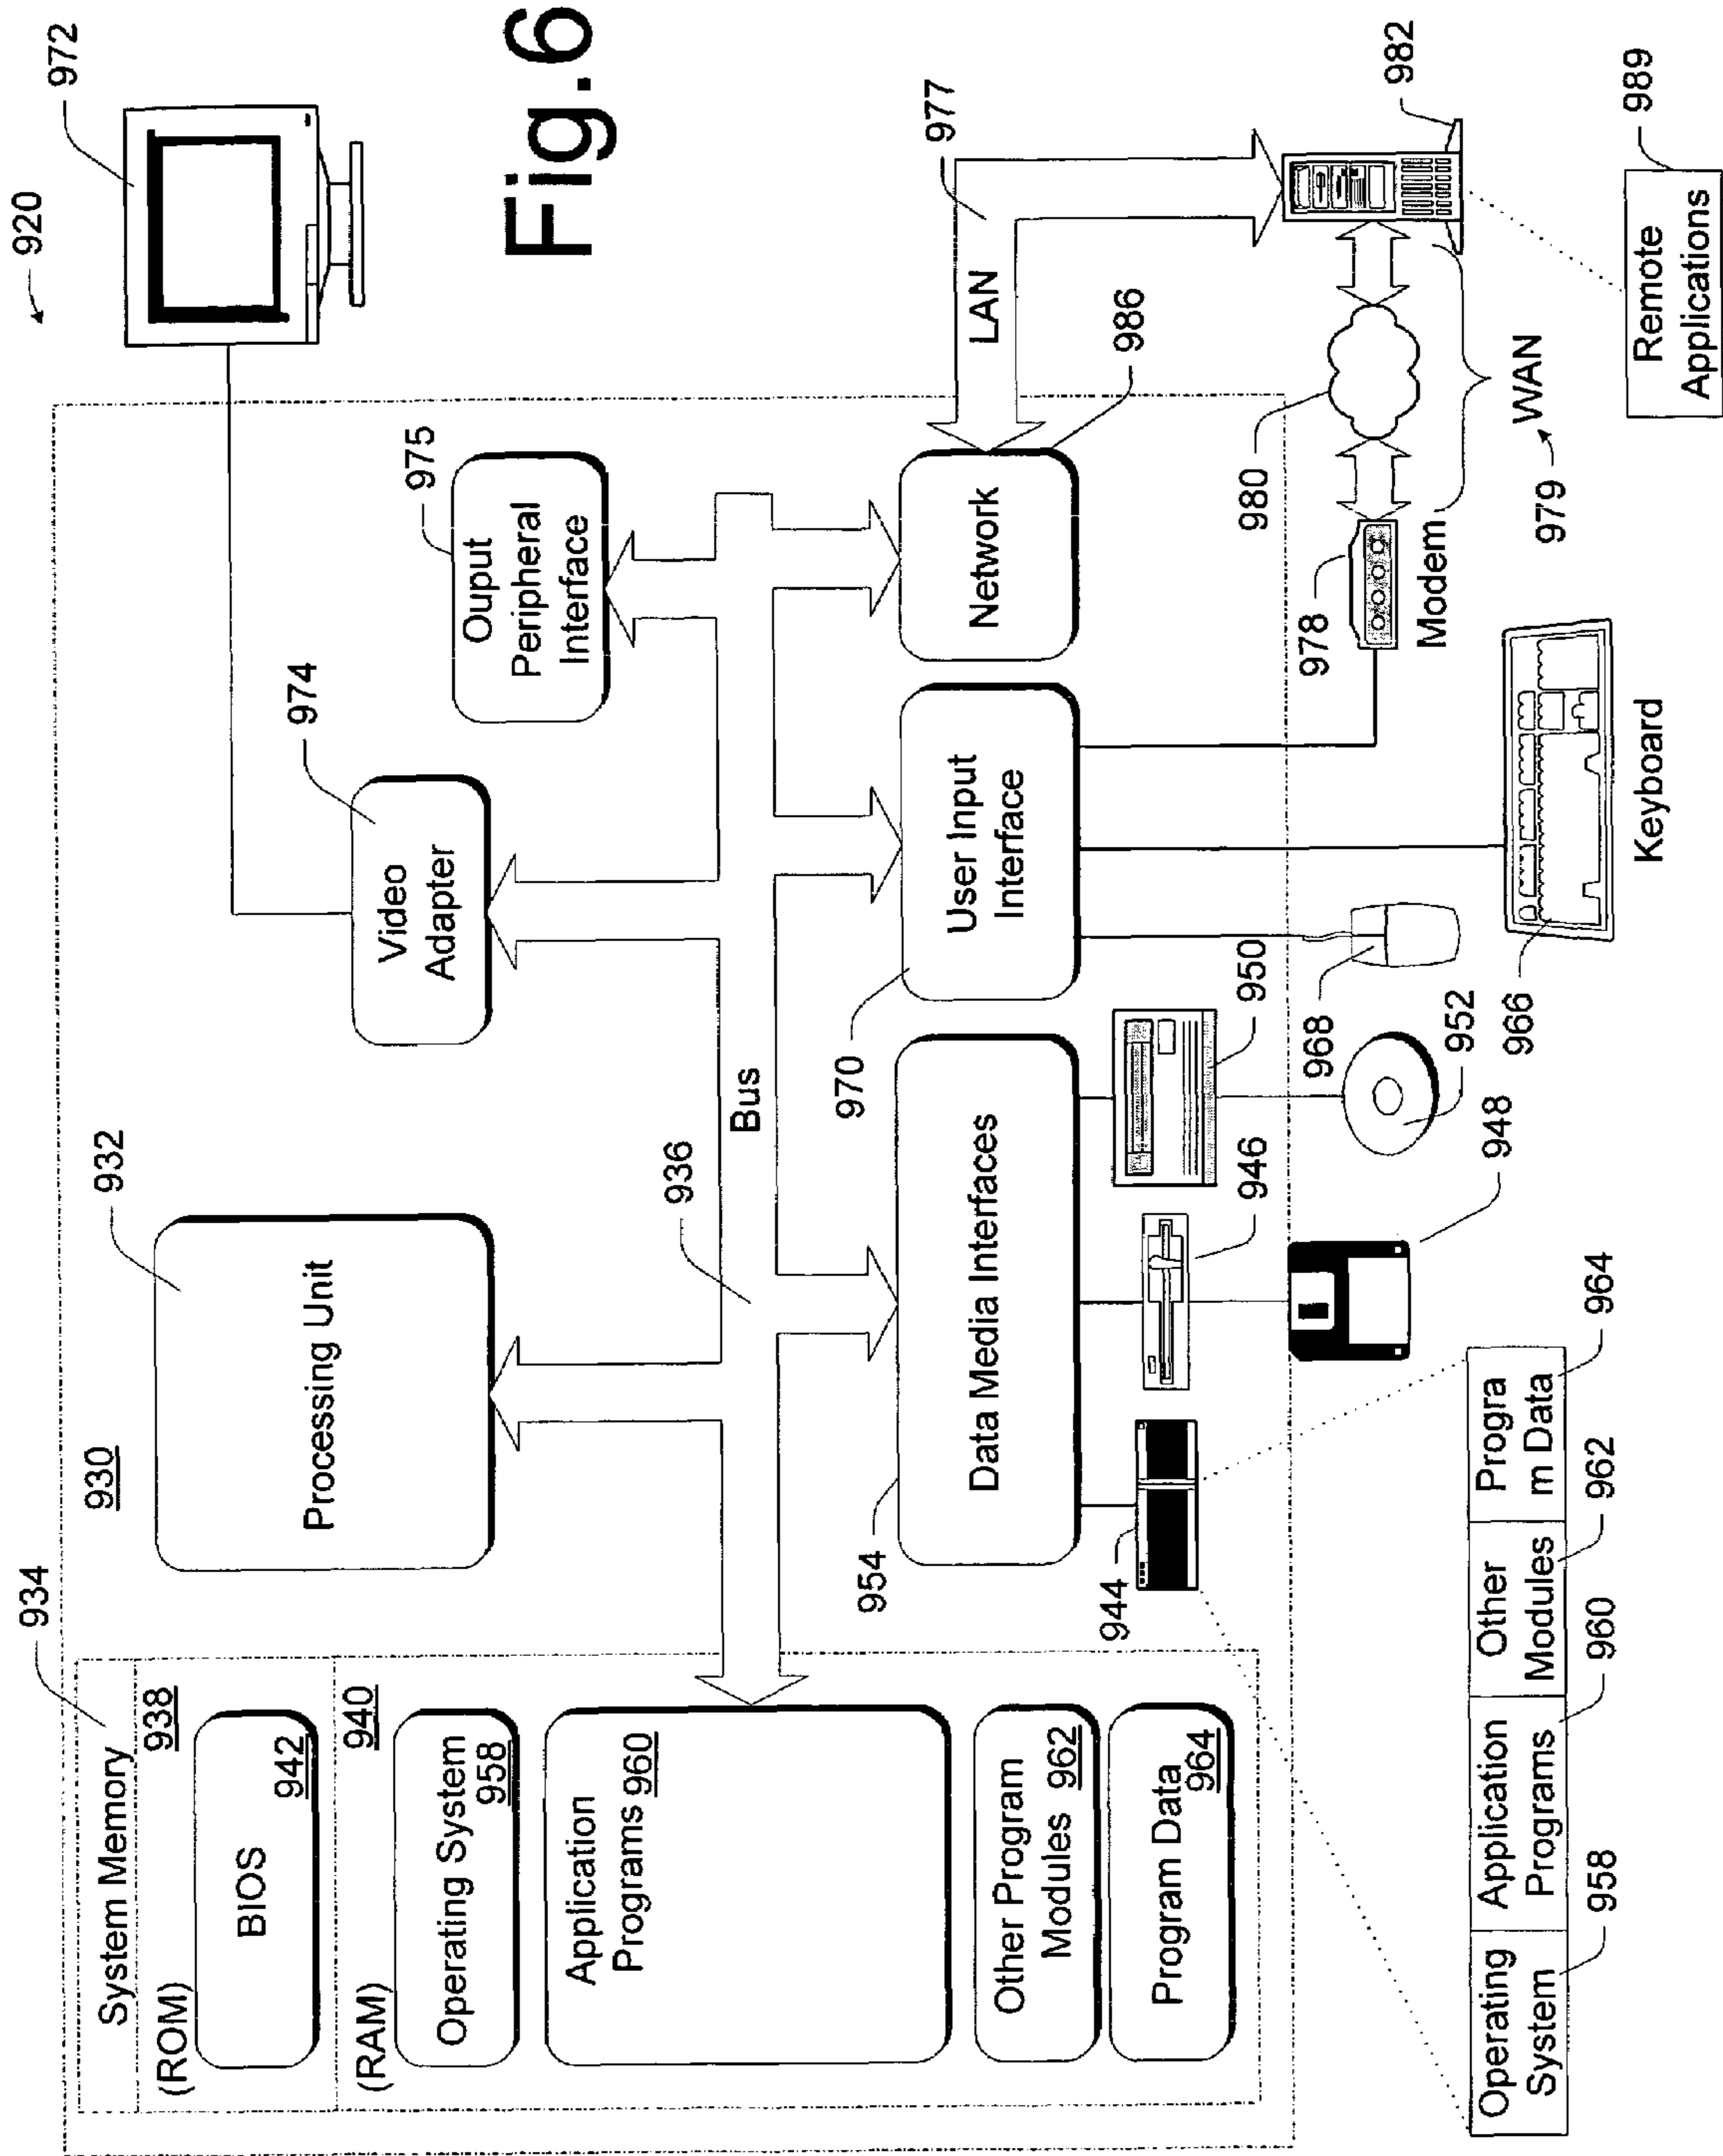 920
Fig.6
972
934
System Memory
(ROM) 938
BIOS
942
(RAM) 940
Operating System
958
Application
Programs 960
Other Program
Modules 962
Program Data
964
930
932
Processing Unit
974
Video
Adapter
975
Ouput
Peripheral
Interface
936
Bus
954
Data Media Interfaces
970
User Input
Interface
Network
986
LAN
977
944
946
950
948
952
968
966
Keyboard
978
Modem
980
979
WAN
982
989
Remote
Applications
Operating
System
958
Application
Programs
960
Other
Modules
962
Progra
m Data
964